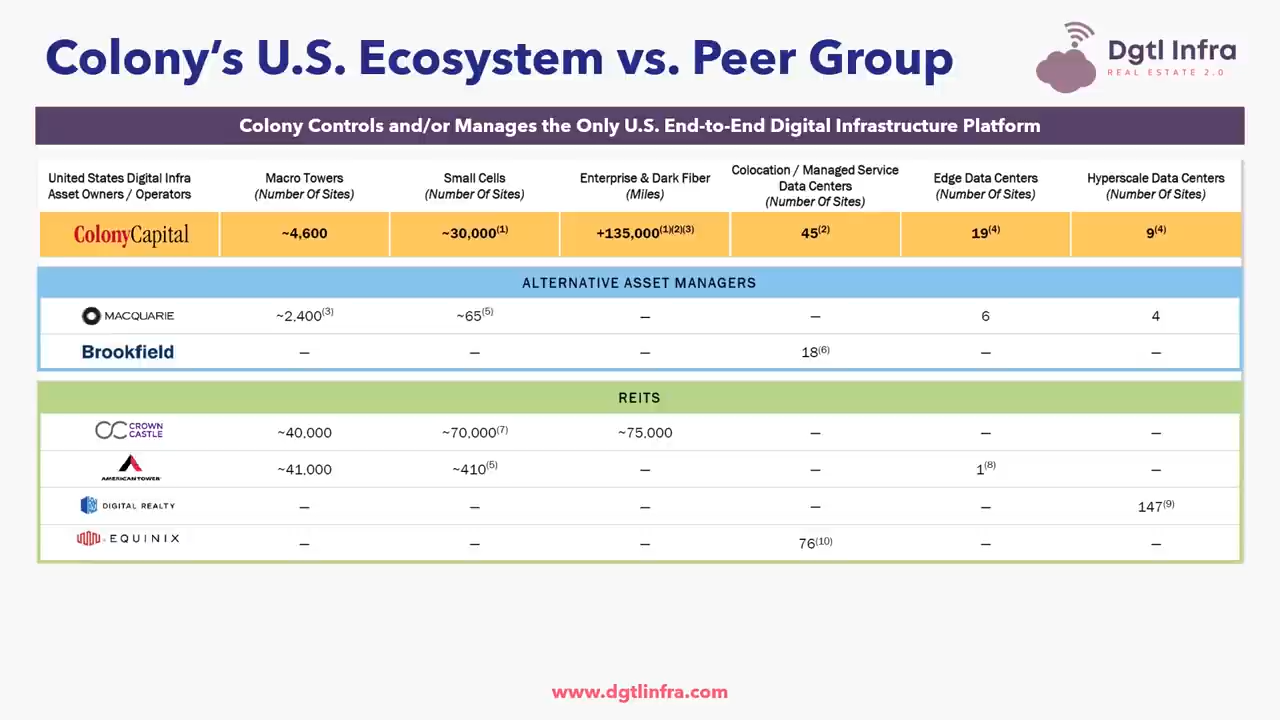 Colony's U.S. Ecosystem vs. Peer Group
Dgtl Infra
REAL ESTATE 2.0
Colony Controls and/or Manages the Only U.S. End-to-End Digital Infrastructure Platform
United States Digital Infra Asset Owners / Operators | Macro Towers (Number Of Sites) | Small Cells (Number Of Sites) | Enterprise & Dark Fiber (Miles) | Colocation / Managed Service Data Centers (Number Of Sites) | Edge Data Centers (Number Of Sites) | Hyperscale Data Centers (Number Of Sites)
ColonyCapital ~4,600 ~30,000(1) +135,000(1)(2)(3) 45(2) 19(4) 9(4)
ALTERNATIVE ASSET MANAGERS
MACQUARIE ~2.400(3) ~65(5) – – 6 4
Brookfield – – – 18(6) – –
REITS
CROWN CASTLE ~40,000 ~70,000(7) ~75,000 – – –
AMERICAN TOWER ~41,000 ~410(5) – – 1(8) –
DIGITAL REALTY – – – – – 147(9)
EQUINIX – – – 76(10) – –
www.dgtlinfra.com